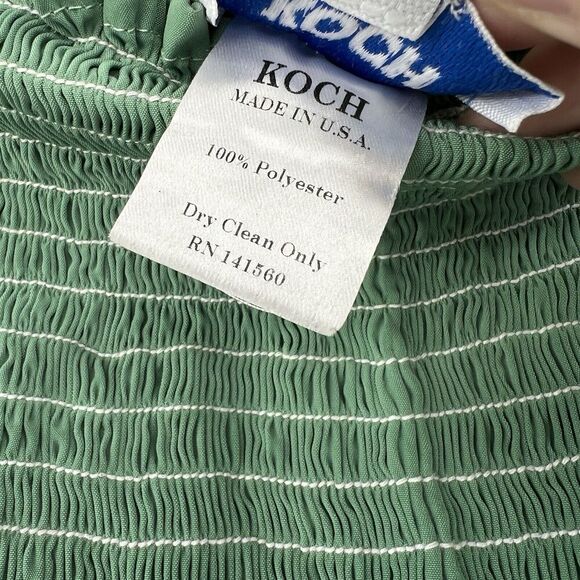 KOCH
KOCH
MADE IN U.S.A.
100% Polyester
Dry Clean Only
RN 141560